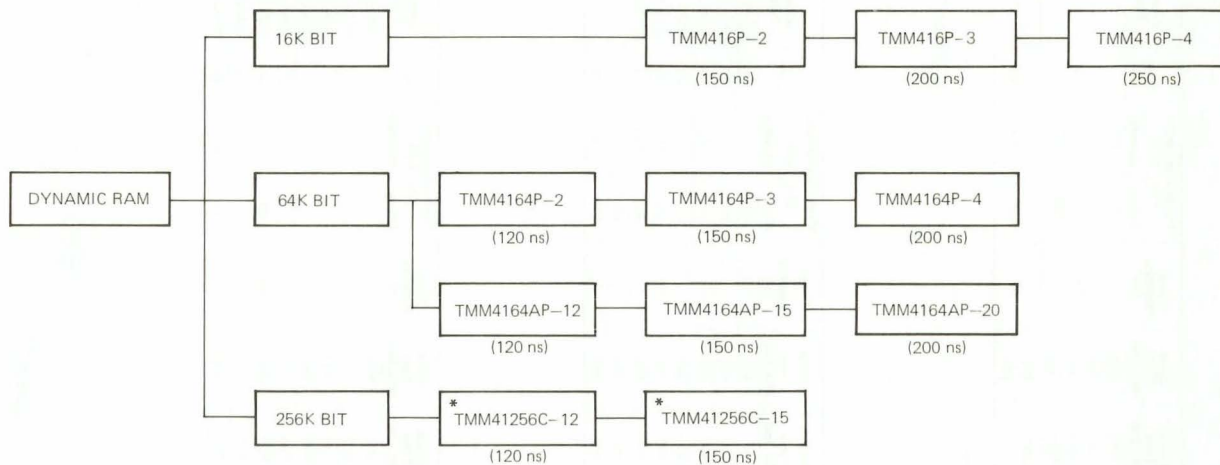 16K BIT
TMM416P-2
TMM416P-3
TMM416P-4
(150 ns)
(200 ns)
(250 ns)
DYNAMIC RAM
64K BIT
TMM4164P-2
TMM4164P-3
TMM4164P-4
(120 ns)
(150 ns)
(200 ns)
TMM4164AP-12
TMM4164AP-15
TMM4164AP-20
(120 ns)
(150 ns)
(200 ns)
256K BIT
* TMM41256C-12
* TMM41256C-15
(120 ns)
(150 ns)